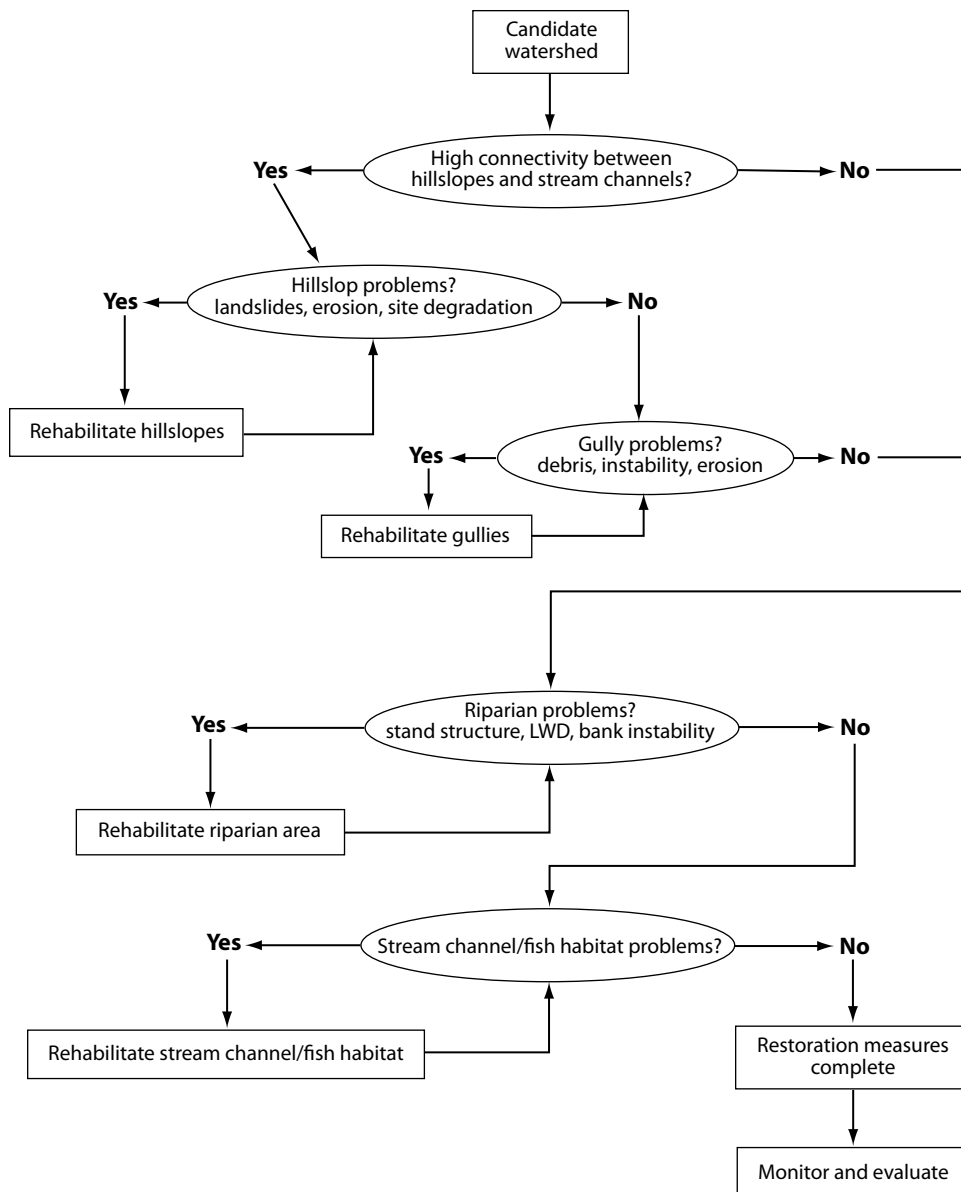 Candidate
watershed
High connectivity between
hillslopes and stream channels?
Yes
No
Hillslop problems?
landslides, erosion, site degradation
Yes
No
Rehabilitate hillslopes
Gully problems?
debris, instability, erosion
Yes
No
Rehabilitate gullies
Riparian problems?
stand structure, LWD, bank instability
Yes
No
Rehabilitate riparian area
Stream channel/fish habitat problems?
Yes
No
Rehabilitate stream channel/fish habitat
Restoration measures
complete
Monitor and evaluate